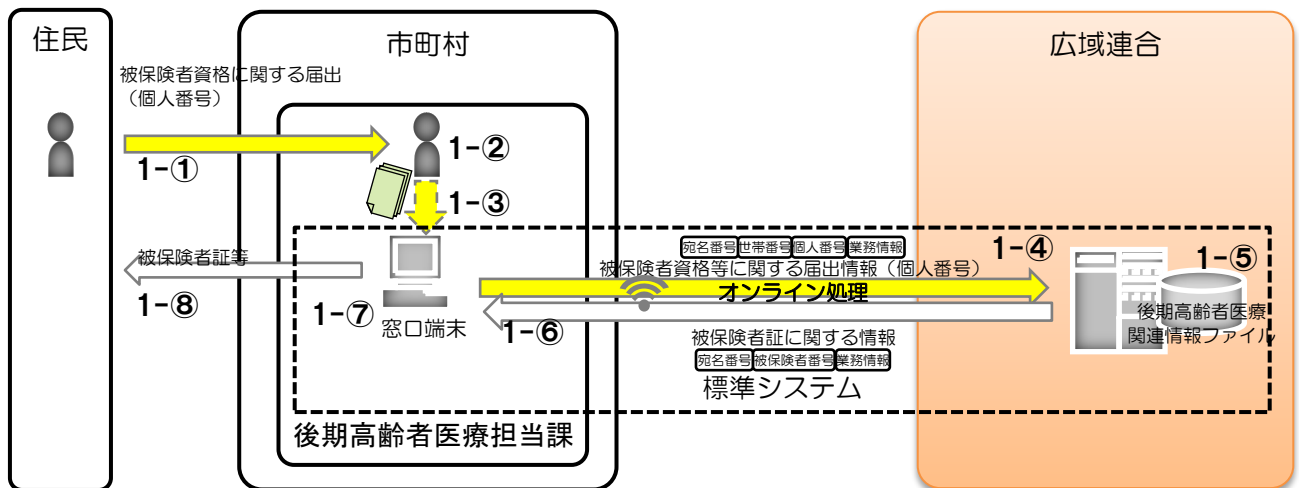 住民
市町村
広域連合
被保険者資格に関する届出
（個人番号）
1-①
1-②
1-③
宛名番号 世帯番号 個人番号 業務情報
1-④
1-⑤
被保険者資格等に関する届出情報（個人番号）
オンライン処理
被保険者証等
1-⑧
1-⑦
窓口端末
1-⑥
後期高齢者医療
関連情報ファイル
被保険者証に関する情報
宛名番号 被保険者番号 業務情報
標準システム
後期高齢者医療担当課